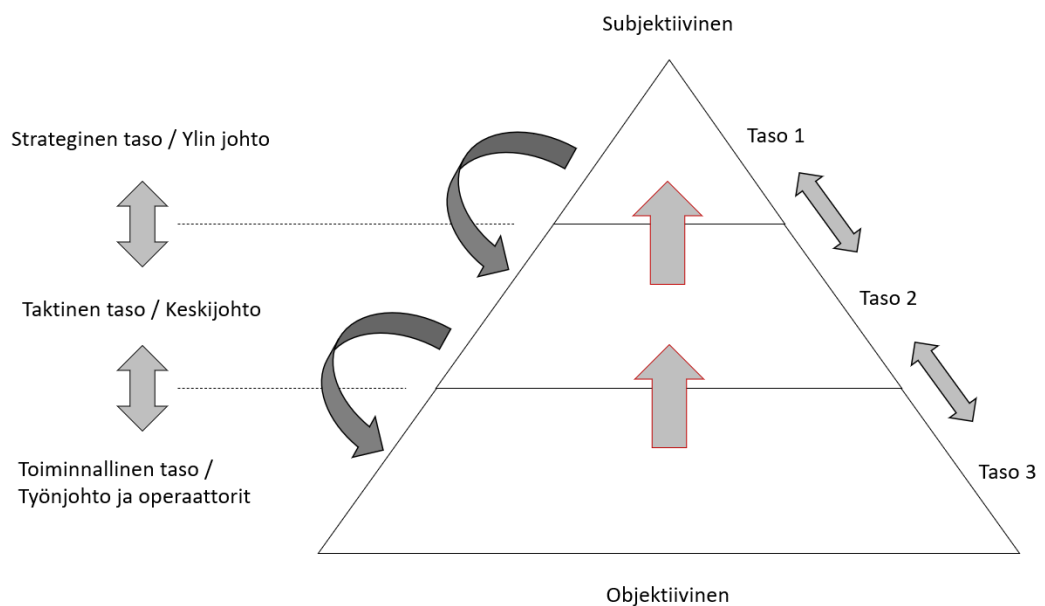 Subjektiivinen
Strateginen taso / Ylin johto
Taso 1
Taktinen taso / Keskijohto
Taso 2
Toiminnallinen taso /
Työnjohto ja operaattorit
Taso 3
Objektiivinen